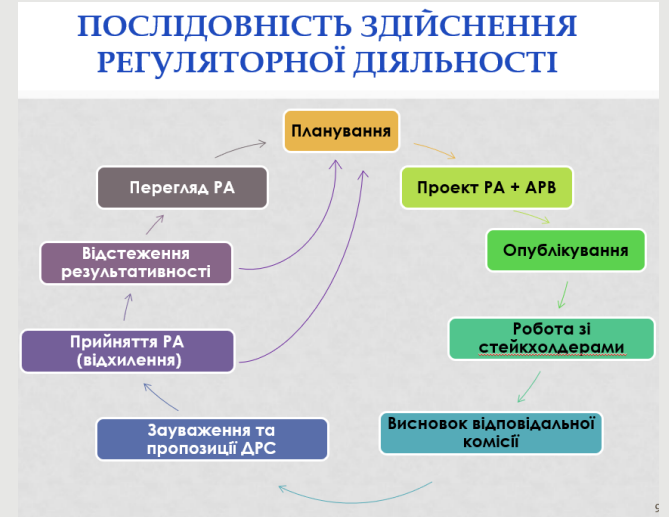 ПОСЛІДОВНІСТЬ ЗДІЙСНЕННЯ
РЕГУЛЯТОРНОЇ ДІЯЛЬНОСТІ
Планування
Проект РА + АРВ
Опублікування
Робота зі
стейкхолдерами
Висновок відповідальної
комісії
Зауваження та
пропозиції ДРС
Прийняття РА
(відхилення)
Відстеження
результативності
Перегляд РА